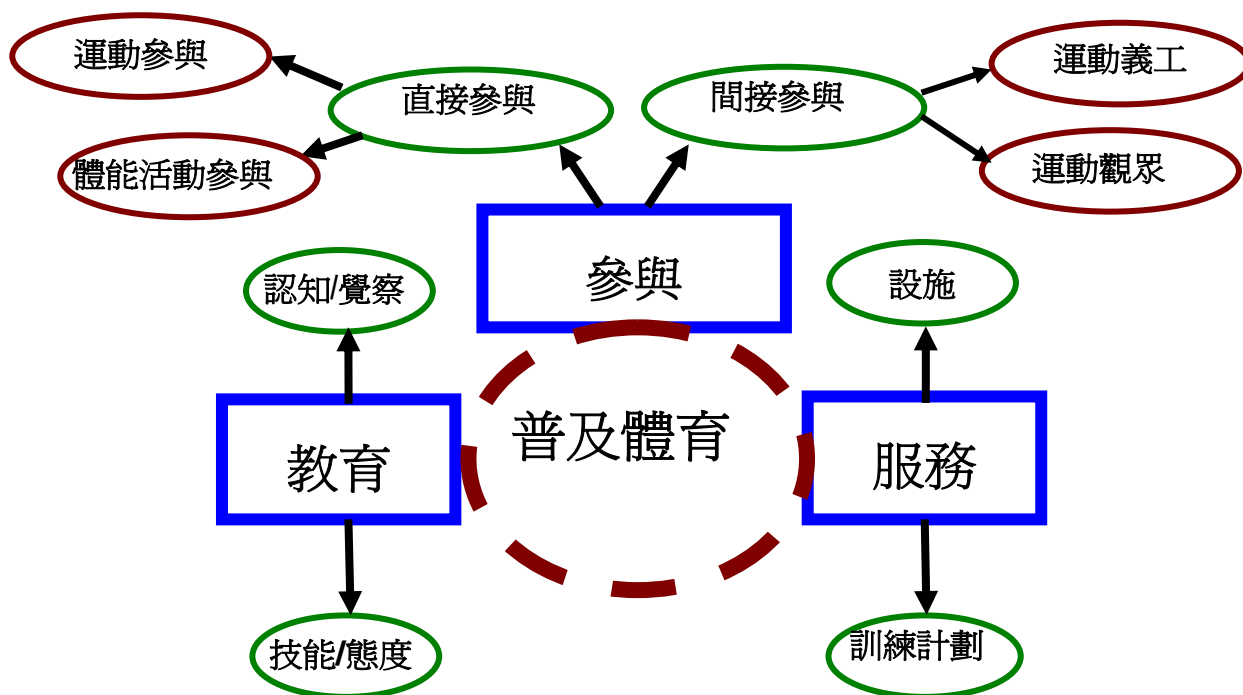 運動參與
直接參與
間接參與
運動義工
體能活動參與
運動觀眾
參與
認知/覺察
設施
普及體育
教育
服務
技能/態度
訓練計劃